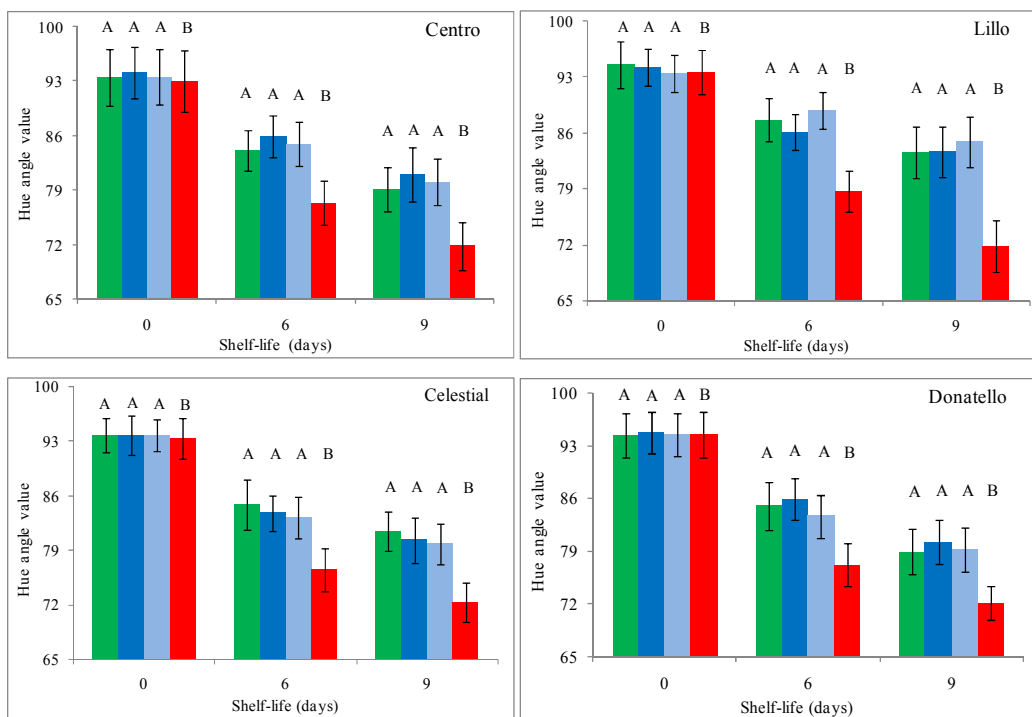 Centro
Hue angle value
100
93
86
79
72
65
A A A B
A A A B
A A A B
0 6 9
Shelf-life (days)
Lillo
Hue angle value
100
93
86
79
72
65
A A A B
A A A B
A A A B
0 6 9
Shelf-life (days)
Celestial
Hue angle value
100
93
86
79
72
65
A A A B
A A A B
A A A B
0 6 9
Shelf-life (days)
Donatello
Hue angle value
100
93
86
79
72
65
A A A B
A A A B
A A A B
0 6 9
Shelf-life (days)